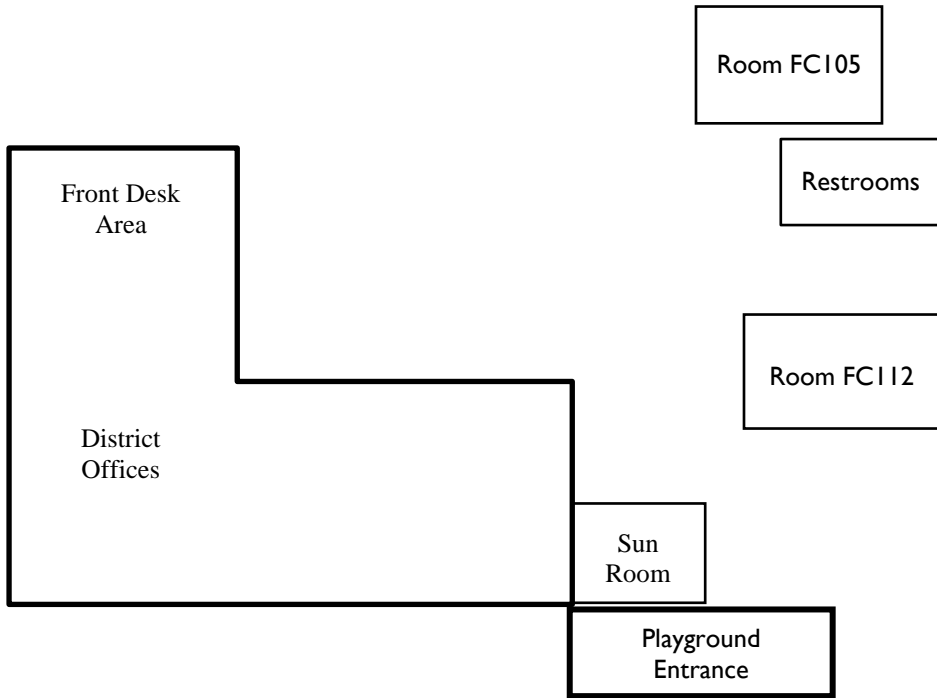 Room FC105
Restrooms
Front Desk
Area
Room FC112
District
Offices
Sun
Room
Playground
Entrance